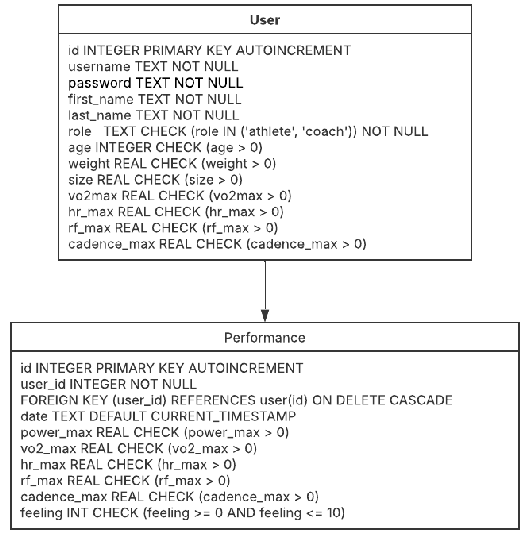 User
id INTEGER PRIMARY KEY AUTOINCREMENT
username TEXT NOT NULL
password TEXT NOT NULL
first_name TEXT NOT NULL
last_name TEXT NOT NULL
role TEXT CHECK (role IN ('athlete', 'coach')) NOT NULL
age INTEGER CHECK (age > 0)
weight REAL CHECK (weight > 0)
size REAL CHECK (size > 0)
vo2max REAL CHECK (vo2max > 0)
hr_max REAL CHECK (hr_max > 0)
rf_max REAL CHECK (rf_max > 0)
cadence_max REAL CHECK (cadence_max > 0)
Performance
id INTEGER PRIMARY KEY AUTOINCREMENT
user_id INTEGER NOT NULL
FOREIGN KEY (user_id) REFERENCES user(id) ON DELETE CASCADE
date TEXT DEFAULT CURRENT_TIMESTAMP
power_max REAL CHECK (power_max > 0)
vo2_max REAL CHECK (vo2_max > 0)
hr_max REAL CHECK (hr_max > 0)
rf_max REAL CHECK (rf_max > 0)
cadence_max REAL CHECK (cadence_max > 0)
feeling INT CHECK (feeling >= 0 AND feeling <= 10)